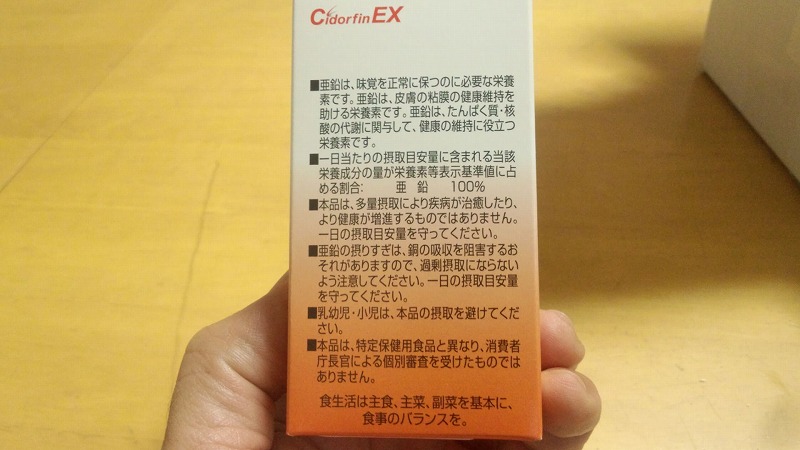 Cidorfin EX
■亜鉛は、味覚を正常に保つのに必要な栄養
素です。亜鉛は、皮膚の粘膜の健康維持を
助ける栄養素です。亜鉛は、たんぱく質・核
酸の代謝に関与して、健康の維持に役立つ
栄養素です。
■一日当たりの摂取目安量に含まれる当該
栄養成分の量が栄養素等表示基準値に占
める割合: 亜 鉛 100%
■本品は、多量摂取により疾病が治癒したり、
より健康が増進するものではありません。
一日の摂取目安量を守ってください。
■亜鉛の摂りすぎは、銅の吸収を阻害するお
それがありますので、過剰摂取にならない
よう注意してください。一日の摂取目安量
を守ってください。
■乳幼児・小児は、本品の摂取を避けてくだ
さい。
■本品は、特定保健用食品と異なり、消費者
庁長官による個別審査を受けたものでは
ありません。
食生活は主食、主菜、副菜を基本に、
食事のバランスを。